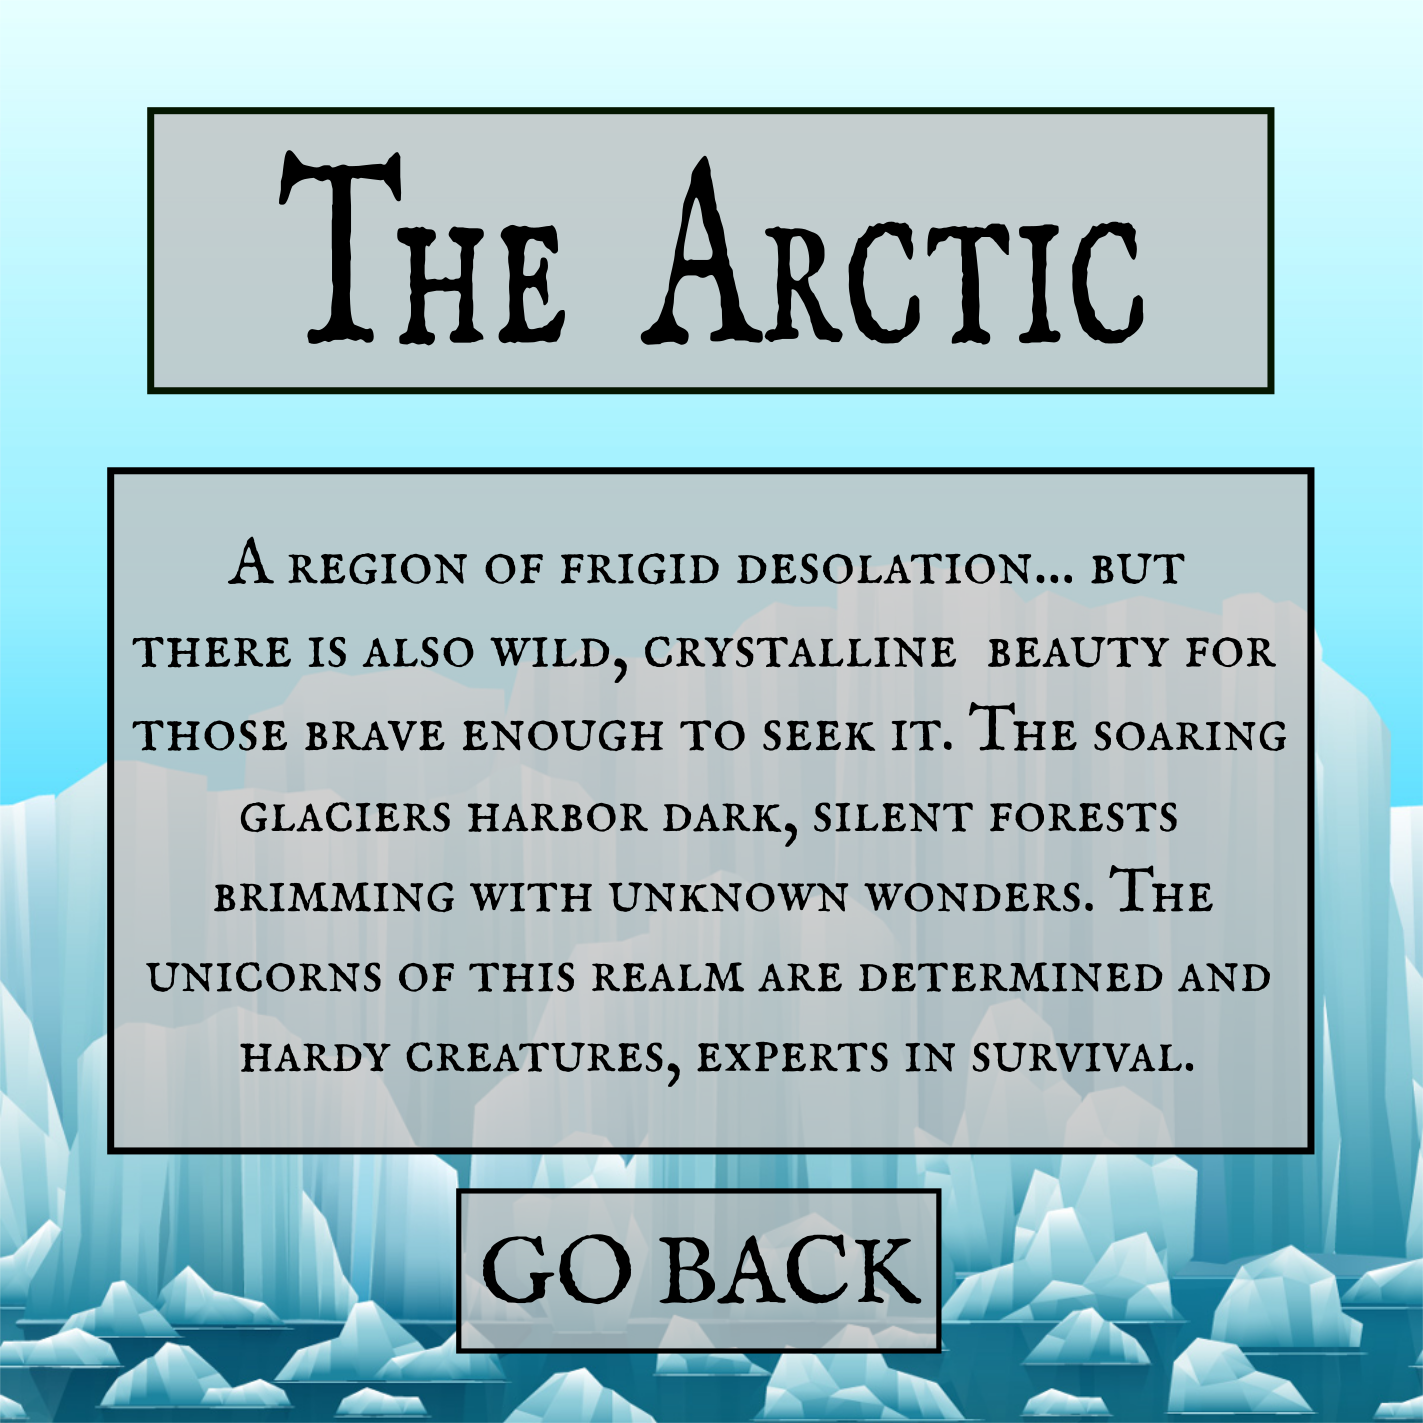 The Arctic
A region of frigid desolation... but
there is also wild, crystalline  beauty for
those brave enough to seek it. The soaring
glaciers harbor dark, silent forests
brimming with unknown wonders. The
unicorns of this realm are determined and
hardy creatures, experts in survival.
GO BACK